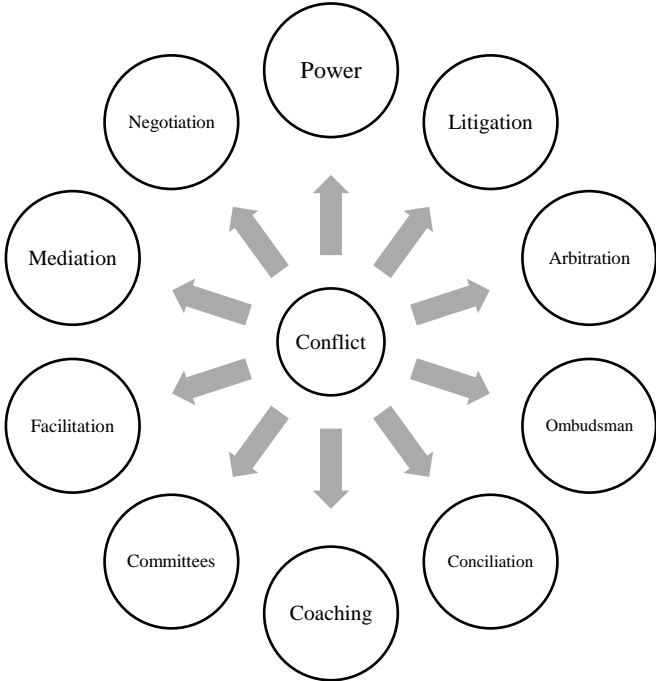 Power
Negotiation
Litigation
Mediation
Arbitration
Conflict
Facilitation
Ombudsman
Committees
Conciliation
Coaching